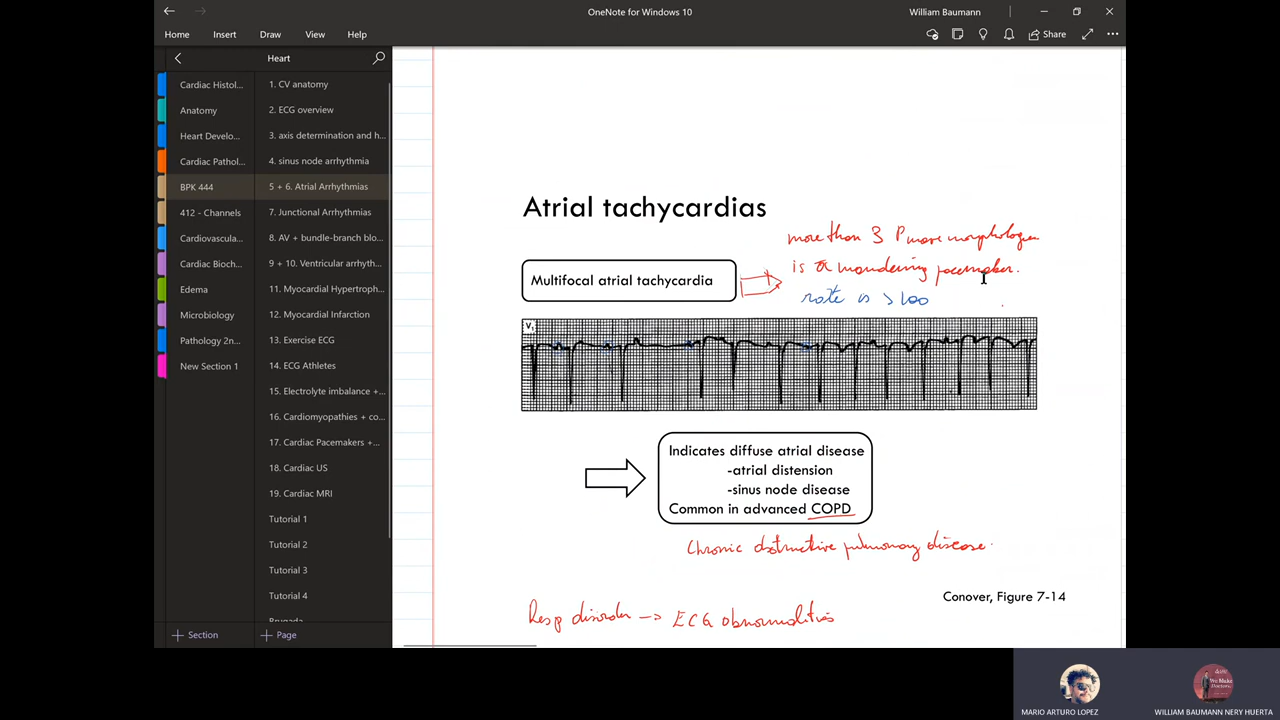 OneNote for Windows 10
William Baumann
Home
Insert
Draw
View
Help
Share
Heart
Cardiac Histol...
Anatomy
Heart Develo...
Cardiac Pathol...
BPK 444
412 - Channels
Cardiovascula...
Cardiac Bioch...
Edema
Microbiology
Pathology 2n...
New Section 1
Section
1. CV anatomy
2. ECG overview
3. axis determination and h...
4. sinus node arrhythmia
5 + 6. Atrial Arrhythmias
7. Junctional Arrhythmias
8. AV + bundle-branch blo...
9 + 10. Ventricular arryth...
11. Myocardial Hypertroph...
12. Myocardial Infarction
13. Exercise ECG
14. ECG Athletes
15. Electrolyte imbalance +...
16. Cardiomyopathies + co...
17. Cardiac Pacemakers +...
18. Cardiac US
19. Cardiac MRI
Tutorial 1
Tutorial 2
Tutorial 3
Tutorial 4
Page
Atrial tachycardias
more than 3 P wave morphologies
is a wandering pacemaker.
Multifocal atrial tachycardia
rate is > 100
V1
Indicates diffuse atrial disease
-atrial distension
-sinus node disease
Common in advanced COPD
Chronic obstructive pulmonary disease.
Conover, Figure 7-14
Resp disorder -> ECG abnormalities
MARIO ARTURO LOPEZ
WILLIAM BAUMANN NERY HUERTA